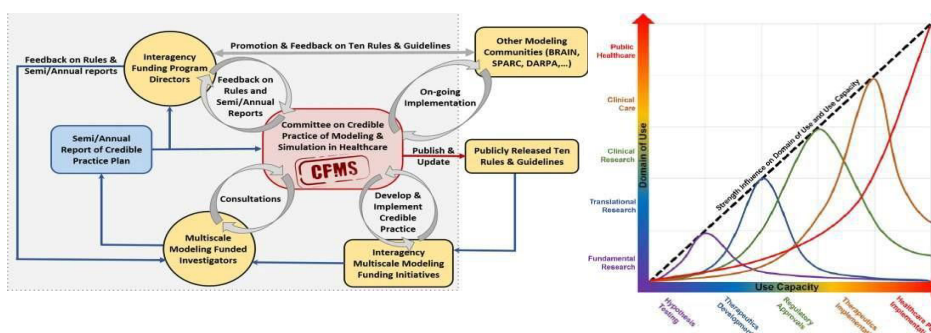 Promotion & Feedback on Ten Rules & Guidelines
Feedback on Rules &
Semi/Annual reports
Interagency
Funding Program
Directors
Feedback on
Rules and
Semi/Annual
Reports
Other Modeling
Communities (BRAIN,
SPARC, DARPA,...)
On-going
Implementation
Semi/Annual
Report of Credible
Practice Plan
Committee on Credible
Practice of Modeling &
Simulation in Healthcare
CFMS
Publish &
Update
Publicly Released Ten
Rules & Guidelines
Consultations
Develop &
Implement
Credible
Practice
Multiscale
Modeling Funded
Investigators
Interagency
Multiscale Modeling
Funding Initiatives
Domain of Use
Public
Healthcare
Clinical
Care
Clinical
Research
Translational
Research
Fundamental
Research
Strength Influence on Domain of Use and Use Capacity
Use Capacity
Hypothesis
Testing
Therapeutics
Regulatory
Approvals
Therapeutics
Healthcare